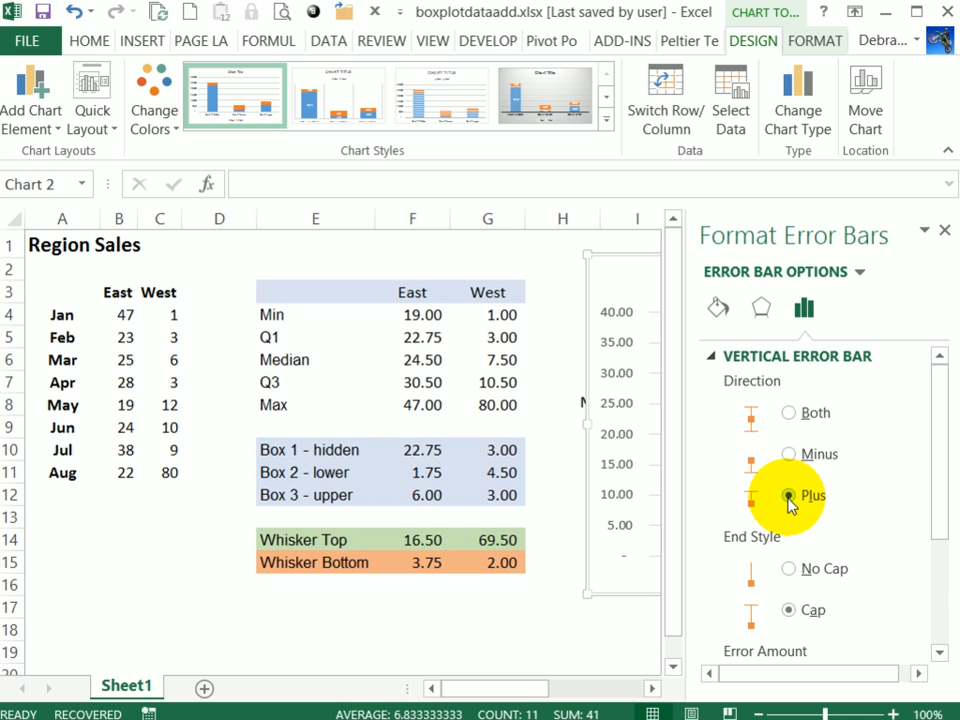 boxplotdataadd.xlsx [Last saved by user] - Excel
CHART TO...
?
FILE HOME INSERT PAGE LA FORMUL DATA REVIEW VIEW DEVELOP Pivot Po ADD-INS Peltier Te DESIGN FORMAT Debra...
Add Chart Element
Quick Layout
Change Colors
Switch Row/ Column
Select Data
Change Chart Type
Move Chart
Chart Layouts Chart Styles Data Type Location
Chart 2 fx
A B C D E F G H I
1 Region Sales
2
3 East West East West
4 Jan 47 1 Min 19.00 1.00
5 Feb 23 3 Q1 22.75 3.00
6 Mar 25 6 Median 24.50 7.50
7 Apr 28 3 Q3 30.50 10.50
8 May 19 12 Max 47.00 80.00
9 Jun 24 10
10 Jul 38 9 Box 1 - hidden 22.75 3.00
11 Aug 22 80 Box 2 - lower 1.75 4.50
12 Box 3 - upper 6.00 3.00
13
14 Whisker Top 16.50 69.50
15 Whisker Bottom 3.75 2.00
16
17
18
19
20
40.00
35.00
30.00
25.00
20.00
15.00
10.00
5.00
-
Format Error Bars
ERROR BAR OPTIONS
VERTICAL ERROR BAR
Direction
Both
Minus
Plus
End Style
No Cap
Cap
Error Amount
Sheet1
READY RECOVERED AVERAGE: 6.833333333 COUNT: 11 SUM: 41 100%